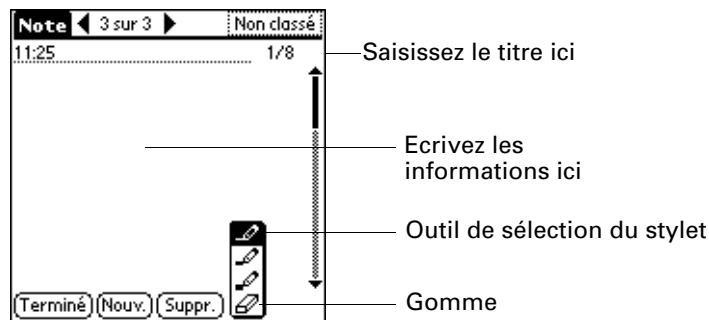 Note 3 sur 3 Non classé
11:25 1/8
Saisissez le titre ici
Ecrivez les
informations ici
Outil de sélection du stylet
Terminé Nouv. Suppr.
Gomme